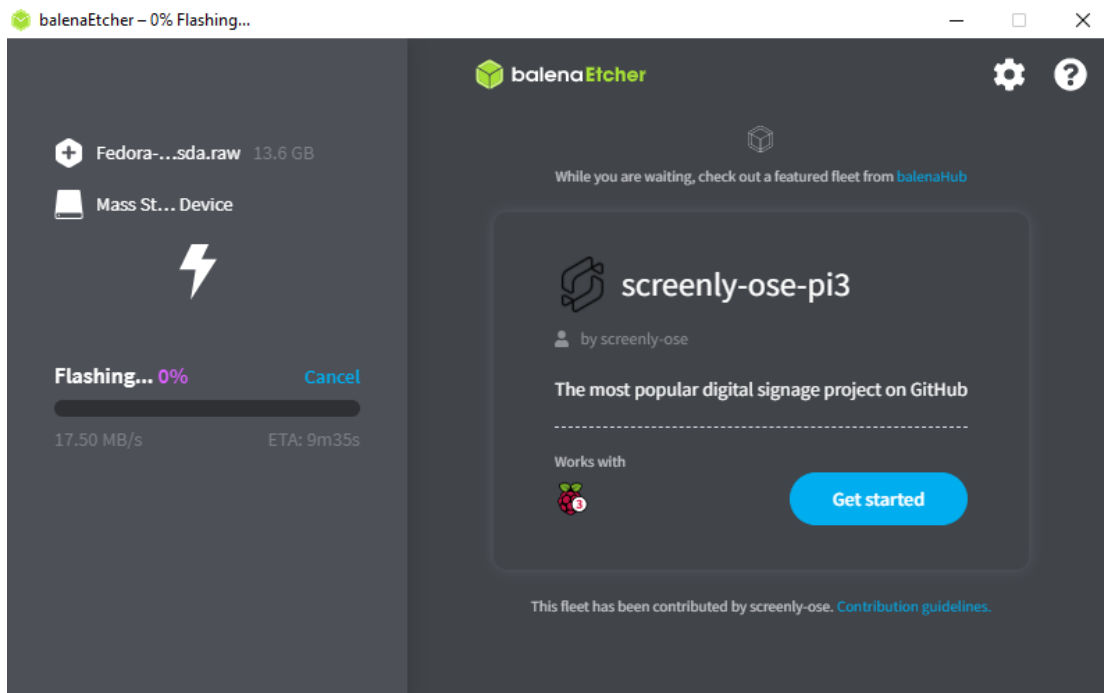 balenaEtcher – 0% Flashing...
balenaEtcher
Fedora-...sda.raw 13.6 GB
Mass St... Device
Flashing... 0% Cancel
17.50 MB/s ETA: 9m35s
While you are waiting, check out a featured fleet from balenaHub
screenly-ose-pi3
by screenly-ose
The most popular digital signage project on GitHub
Works with
3
Get started
This fleet has been contributed by screenly-ose. Contribution guidelines.